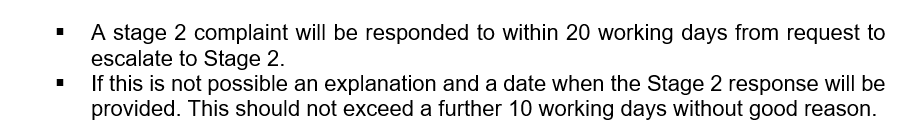 ▪ A stage 2 complaint will be responded to within 20 working days from request to
escalate to Stage 2.
▪ If this is not possible an explanation and a date when the Stage 2 response will be
provided. This should not exceed a further 10 working days without good reason.